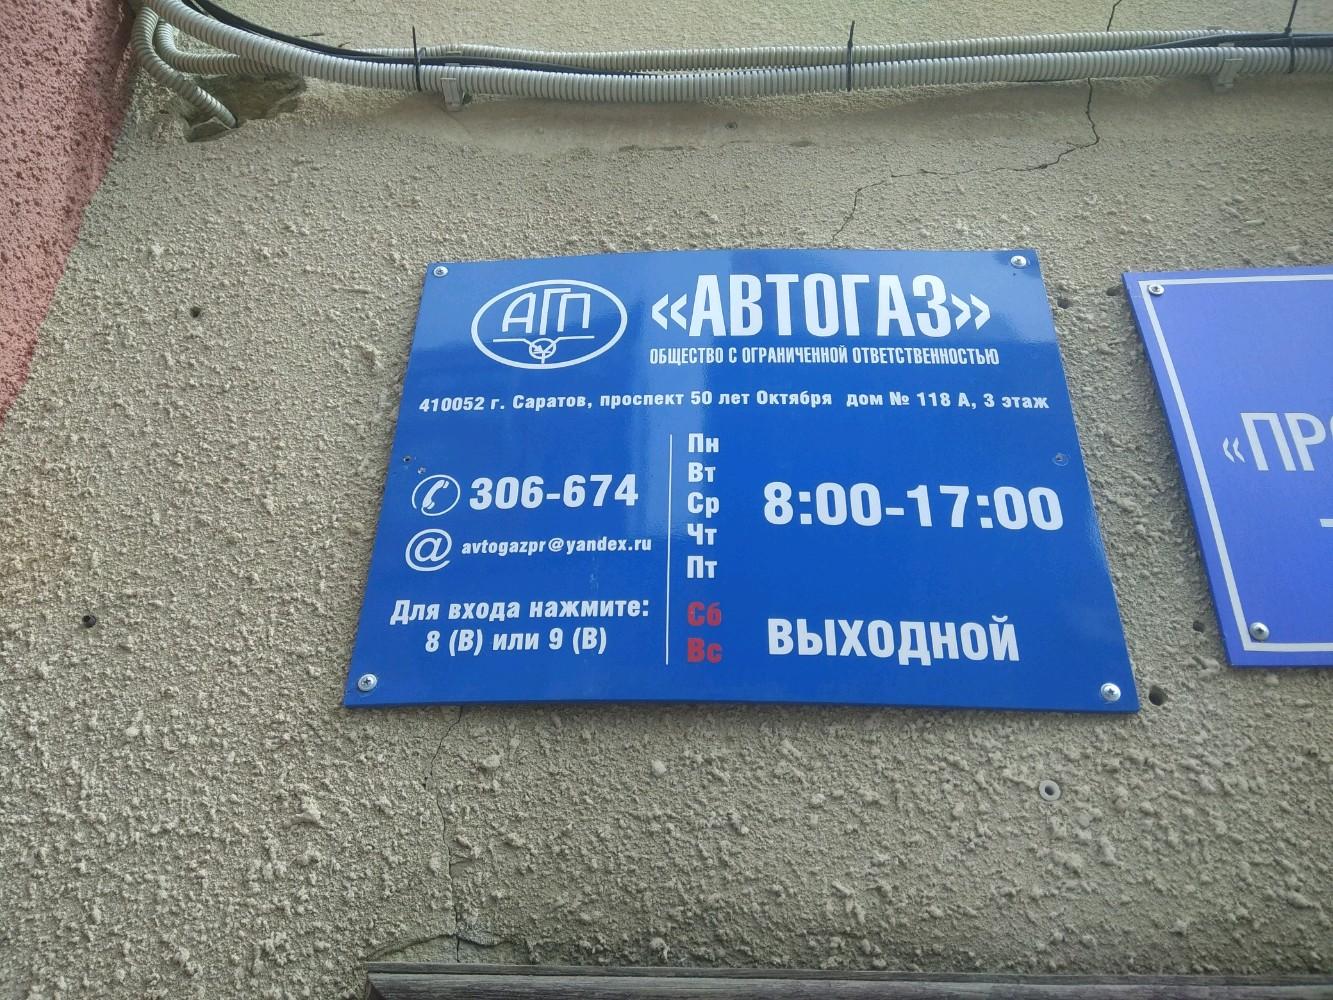 АГП
«АВТОГАЗ»
ОБЩЕСТВО С ОГРАНИЧЕННОЙ ОТВЕТСТВЕННОСТЬЮ
410052 г. Саратов, проспект 50 лет Октября дом № 118 А, 3 этаж
306-674
@ avtogazpr@yandex.ru
Для входа нажмите:
8 (В) или 9 (В)
Пн
Вт
Ср
Чт
Пт
8:00-17:00
Сб
Вс
ВЫХОДНОЙ